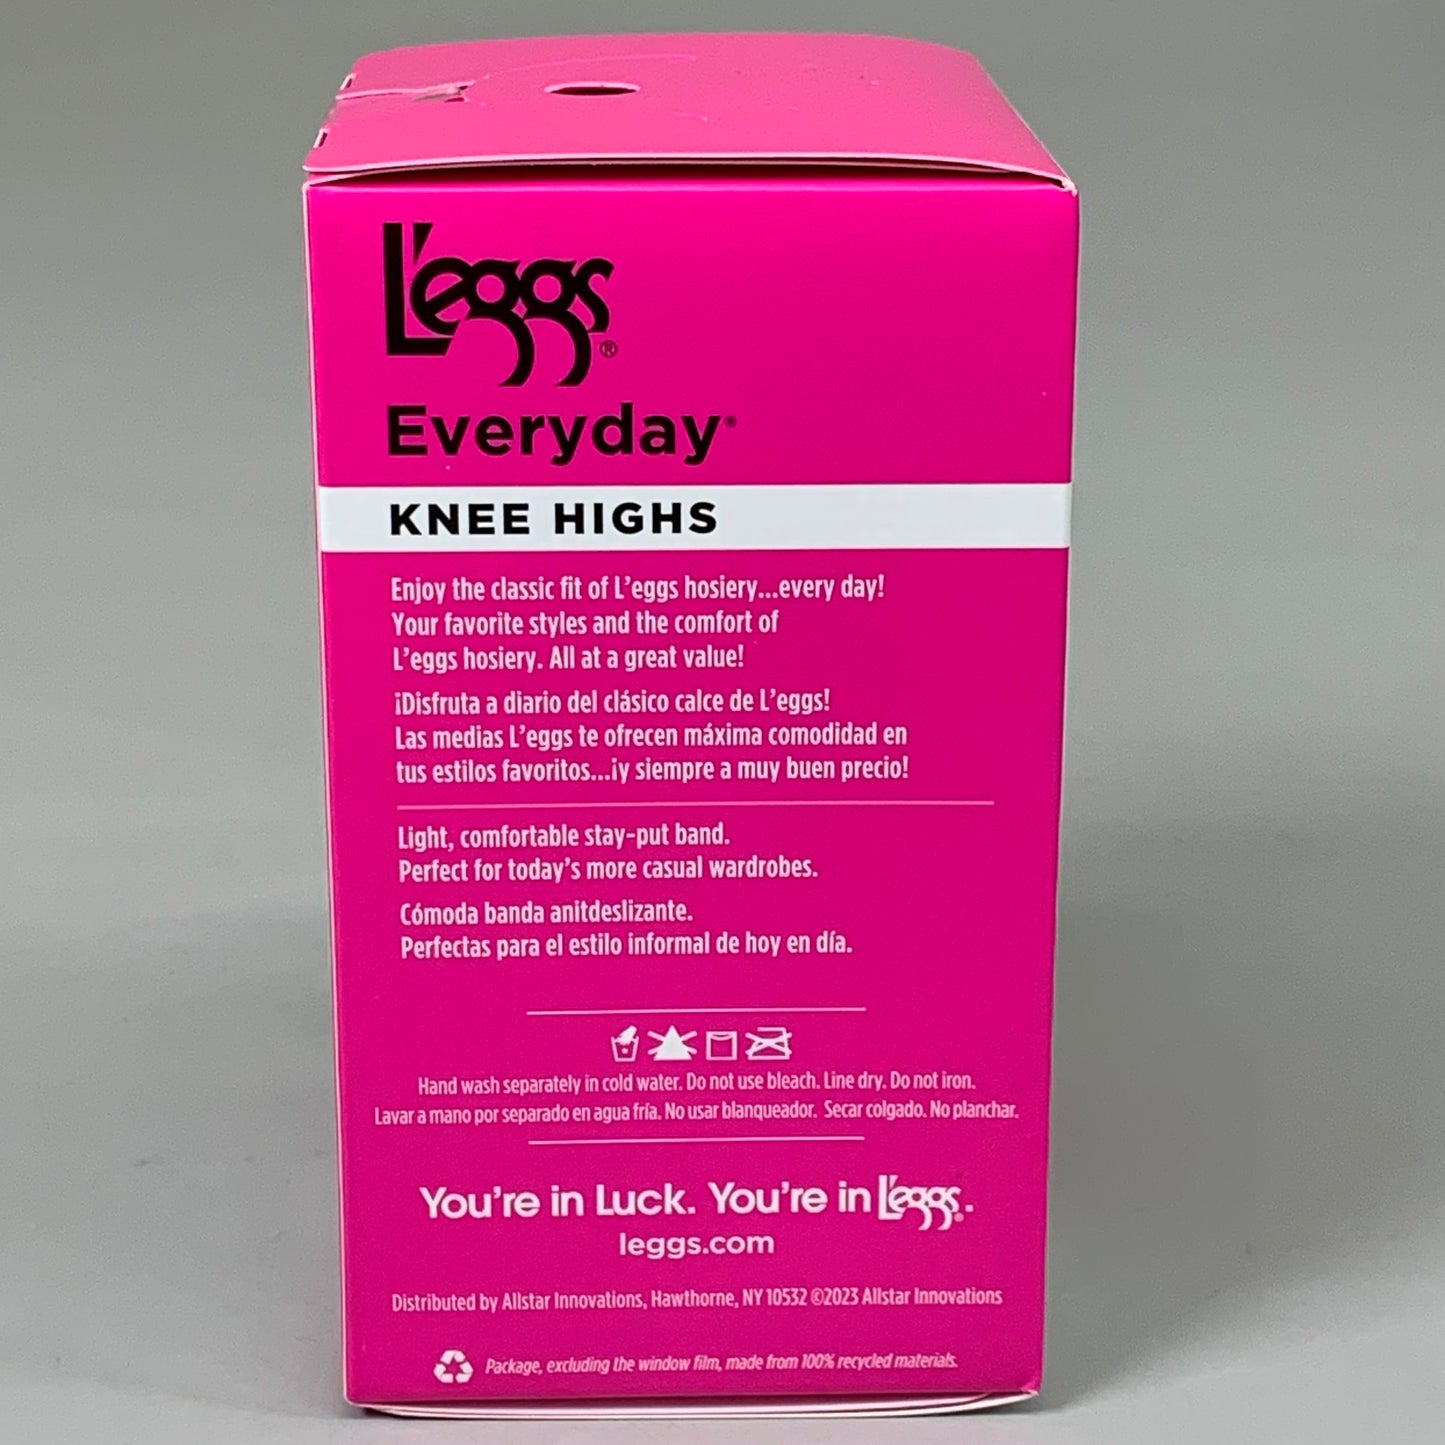 L'eggs®
Everyday®
KNEE HIGHS
Enjoy the classic fit of L'eggs hosiery...every day!
Your favorite styles and the comfort of
L'eggs hosiery. All at a great value!
¡Disfruta a diario del clásico calce de L'eggs!
Las medias L'eggs te ofrecen máxima comodidad en
tus estilos favoritos...¡y siempre a muy buen precio!
Light, comfortable stay-put band.
Perfect for today's more casual wardrobes.
Cómoda banda anitdeslizante.
Perfectas para el estilo informal de hoy en día.
Hand wash separately in cold water. Do not use bleach. Line dry. Do not iron.
Lavar a mano por separado en agua fría. No usar blanqueador. Secar colgado. No planchar.
You're in Luck. You're in L'eggs®.
leggs.com
Distributed by Allstar Innovations, Hawthorne, NY 10532 ©2023 Allstar Innovations
Package, excluding the window film, made from 100% recycled materials.